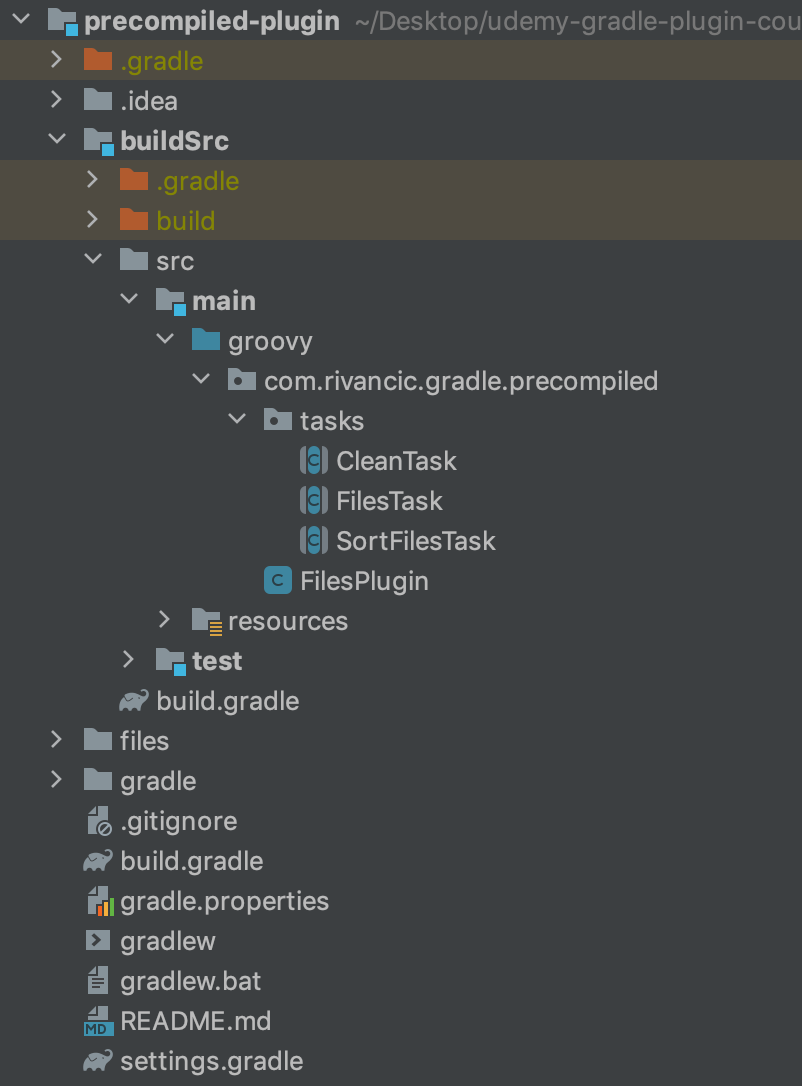 precompiled-plugin ~/Desktop/udemy-gradle-plugin-cou
.gradle
.idea
buildSrc
.gradle
build
src
main
groovy
com.rivancic.gradle.precompiled
tasks
C CleanTask
C FilesTask
C SortFilesTask
C FilesPlugin
resources
test
build.gradle
files
gradle
.gitignore
build.gradle
gradle.properties
gradlew
gradlew.bat
MD README.md
settings.gradle